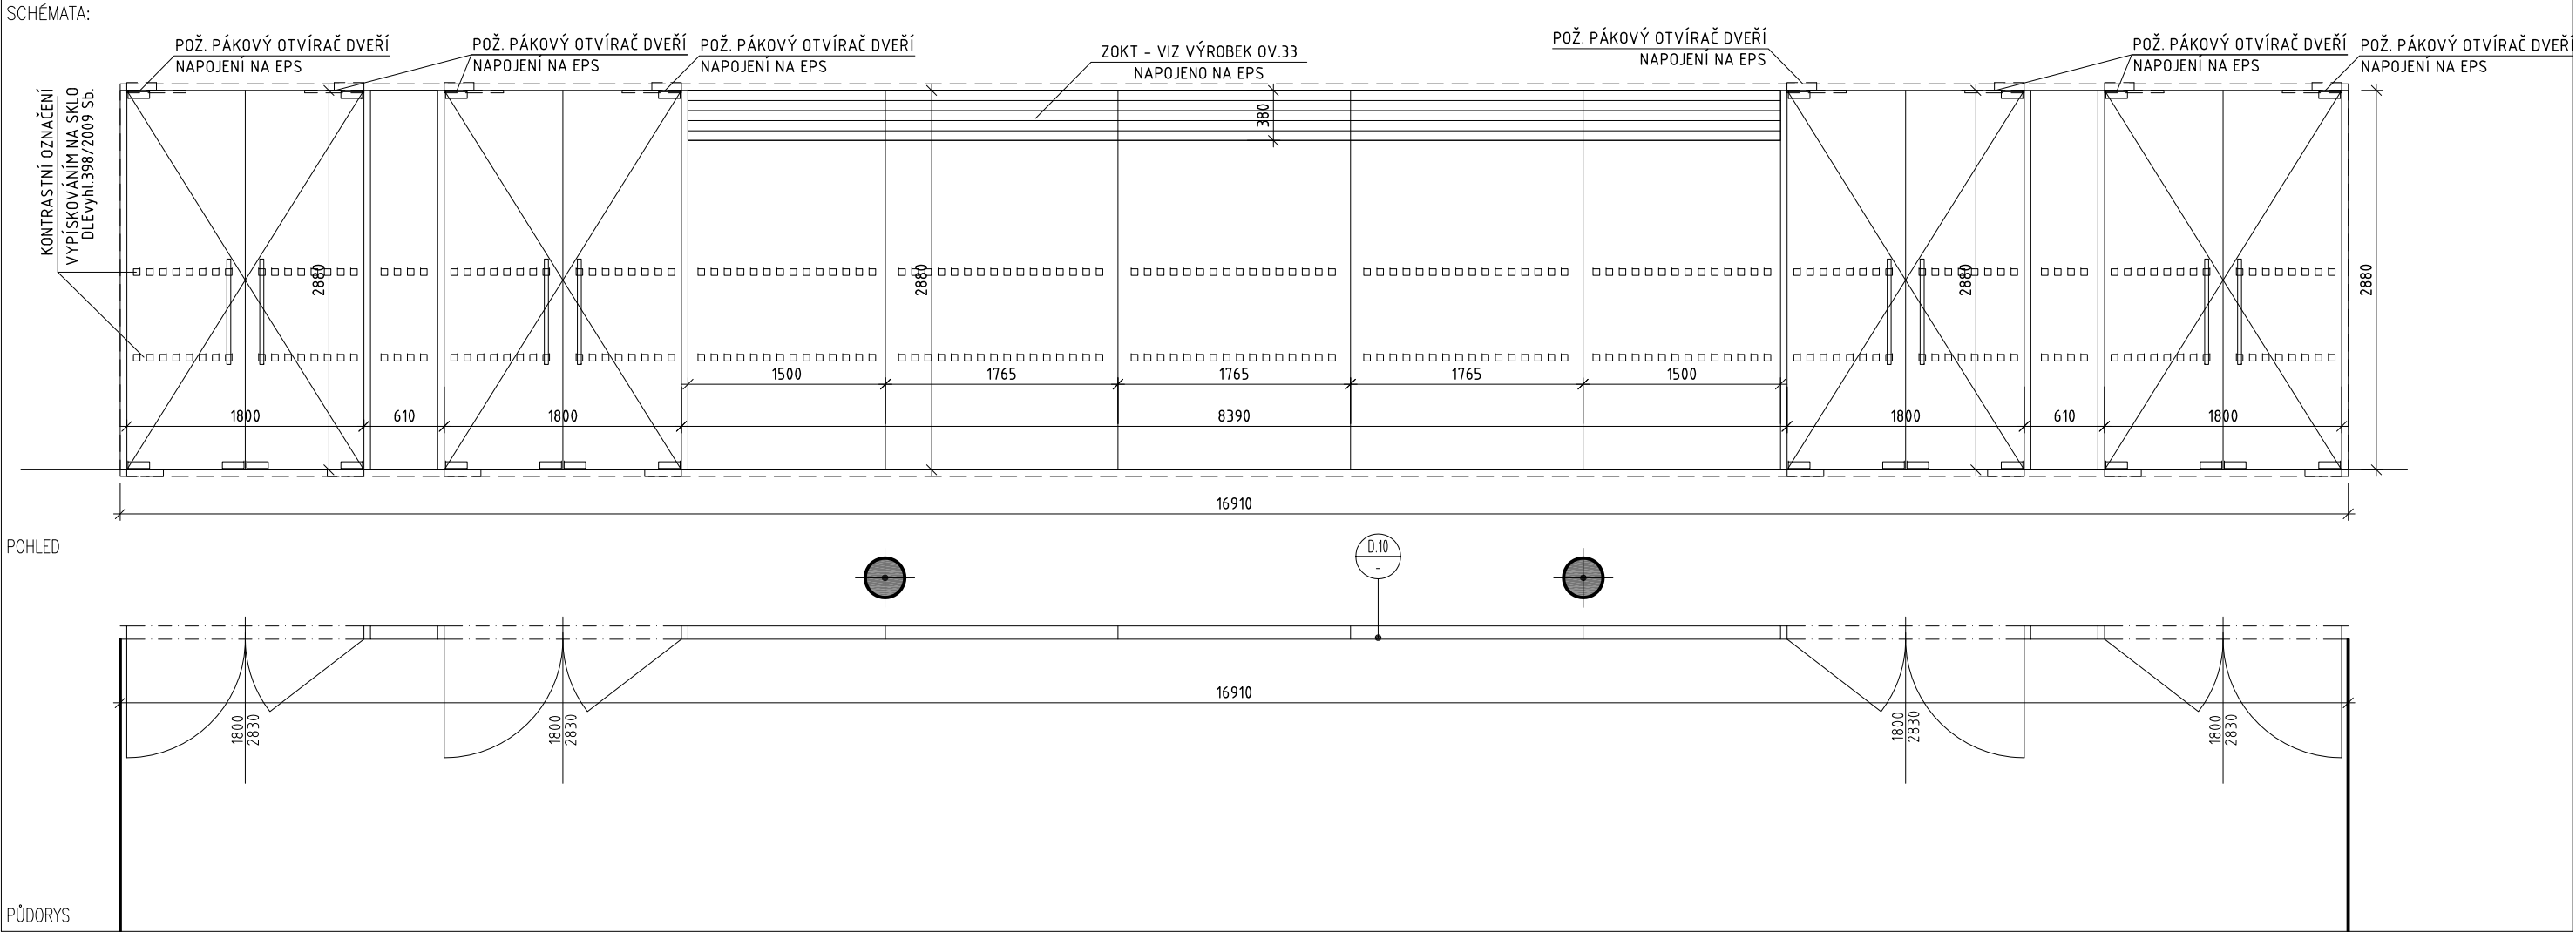 SCHÉMATA:
POŽ. PÁKOVÝ OTVÍRAČ DVEŘÍ
NAPOJENÍ NA EPS
POŽ. PÁKOVÝ OTVÍRAČ DVEŘÍ
NAPOJENÍ NA EPS
POŽ. PÁKOVÝ OTVÍRAČ DVEŘÍ
NAPOJENÍ NA EPS
ZOKT - VIZ VÝROBEK OV.33
NAPOJENO NA EPS
POŽ. PÁKOVÝ OTVÍRAČ DVEŘÍ
NAPOJENÍ NA EPS
POŽ. PÁKOVÝ OTVÍRAČ DVEŘÍ
NAPOJENÍ NA EPS
POŽ. PÁKOVÝ OTVÍRAČ DVEŘÍ
NAPOJENÍ NA EPS
KONTRASTNÍ OZNAČENÍ
VYPÍSKOVÁNÍM NA SKLO
DLEvyhl.398/2009 Sb.
380
2880
2880
2880
2880
1500
1765
1765
1765
1500
1800
610
1800
8390
1800
610
1800
16910
POHLED
D.10
-
16910
1800
2830
1800
2830
1800
2830
1800
2830
PŮDORYS